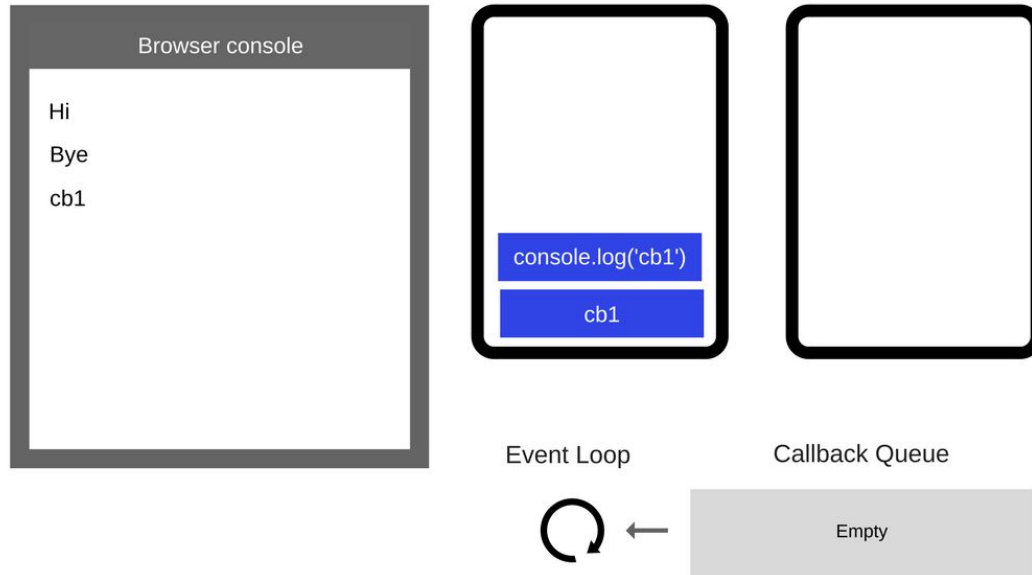 Browser console
Hi
Bye
cb1
console.log('cb1')
cb1
Event Loop
Callback Queue
Empty